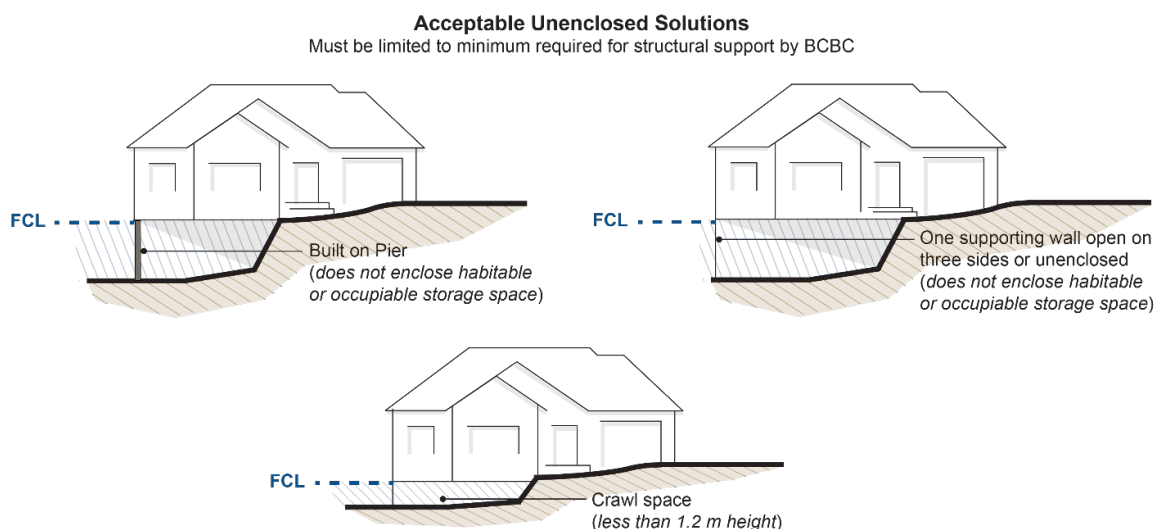 Acceptable Unenclosed Solutions
Must be limited to minimum required for structural support by BCBC
FCL
Built on Pier
(does not enclose habitable
or occupiable storage space)
FCL
One supporting wall open on
three sides or unenclosed
(does not enclose habitable
or occupiable storage space)
FCL
Crawl space
(less than 1.2 m height)